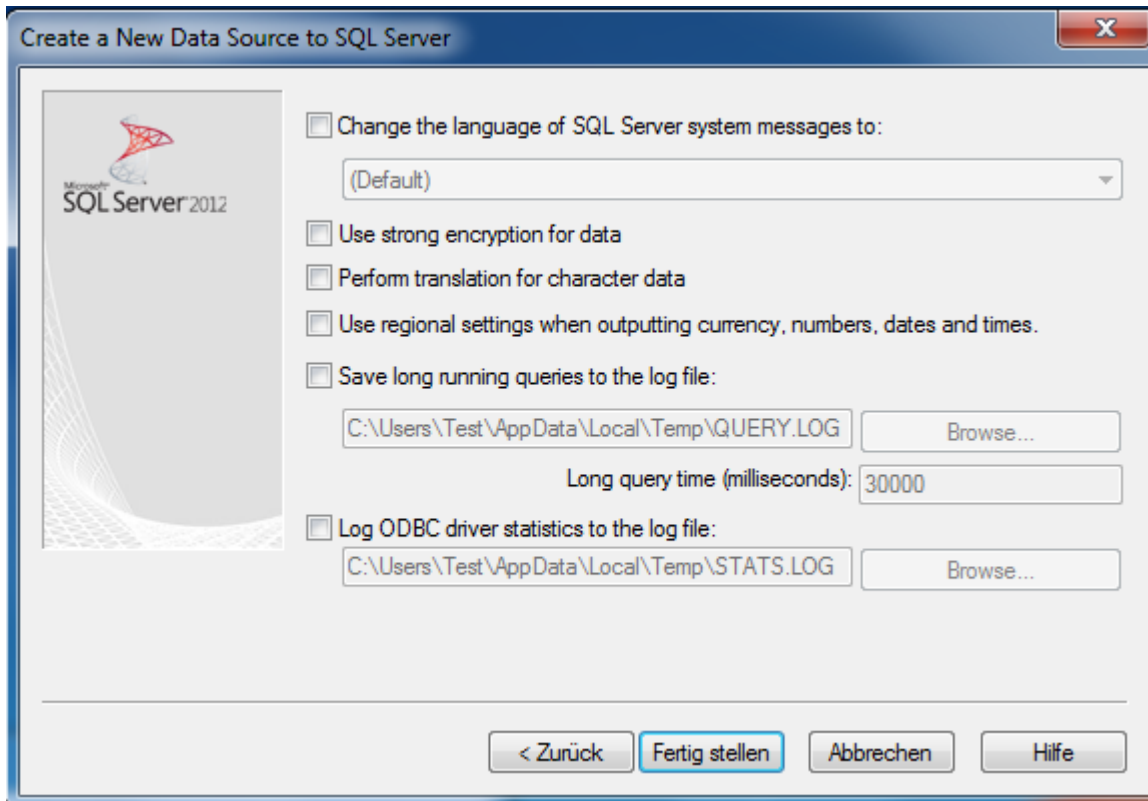 Create a New Data Source to SQL Server
Microsoft
SQL Server 2012
Change the language of SQL Server system messages to:
(Default)
Use strong encryption for data
Perform translation for character data
Use regional settings when outputting currency, numbers, dates and times.
Save long running queries to the log file:
C:\Users\Test\AppData\Local\Temp\QUERY.LOG Browse...
Long query time (milliseconds): 30000
Log ODBC driver statistics to the log file:
C:\Users\Test\AppData\Local\Temp\STATS.LOG Browse...
< Zurück Fertig stellen Abbrechen Hilfe